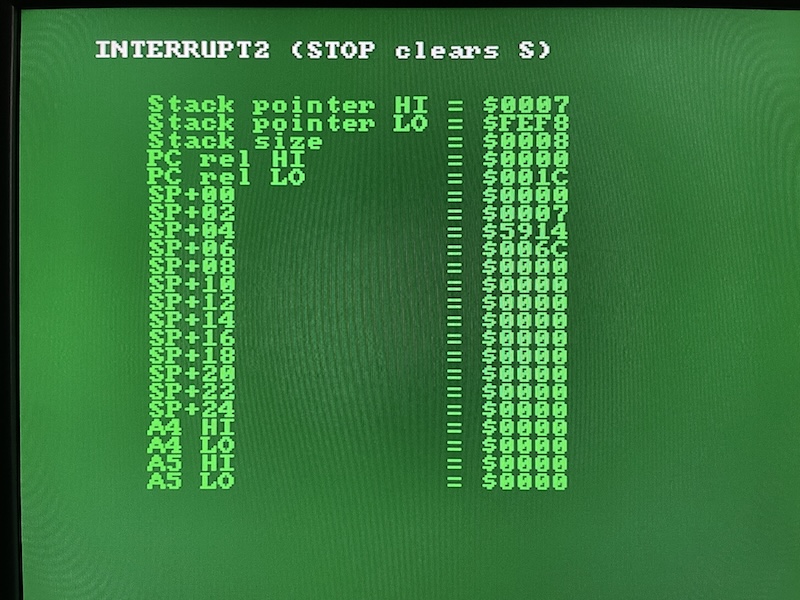 INTERRUPT2 (STOP clears S)
Stack pointer HI = $0007
Stack pointer LO = $FEF8
Stack size = $0008
PC rel HI = $0000
PC rel LO = $001C
SP+00 = $0000
SP+02 = $0007
SP+04 = $5914
SP+06 = $006C
SP+08 = $0000
SP+10 = $0000
SP+12 = $0000
SP+14 = $0000
SP+16 = $0000
SP+18 = $0000
SP+20 = $0000
SP+22 = $0000
SP+24 = $0000
A4 HI = $0000
A4 LO = $0000
A5 HI = $0000
A5 LO = $0000